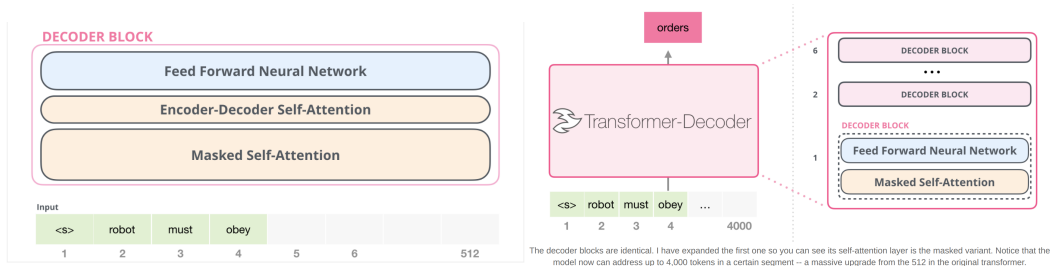 DECODER BLOCK
Feed Forward Neural Network
Encoder-Decoder Self-Attention
Masked Self-Attention
Input
<s> robot must obey
1 2 3 4 5 6 512
orders
Transformer-Decoder
<s> robot must obey ...
1 2 3 4 4000
6 DECODER BLOCK
...
2 DECODER BLOCK
DECODER BLOCK
1
Feed Forward Neural Network
Masked Self-Attention
The decoder blocks are identical. I have expanded the first one so you can see its self-attention layer is the masked variant. Notice that the
model now can address up to 4,000 tokens in a certain segment -- a massive upgrade from the 512 in the original transformer.